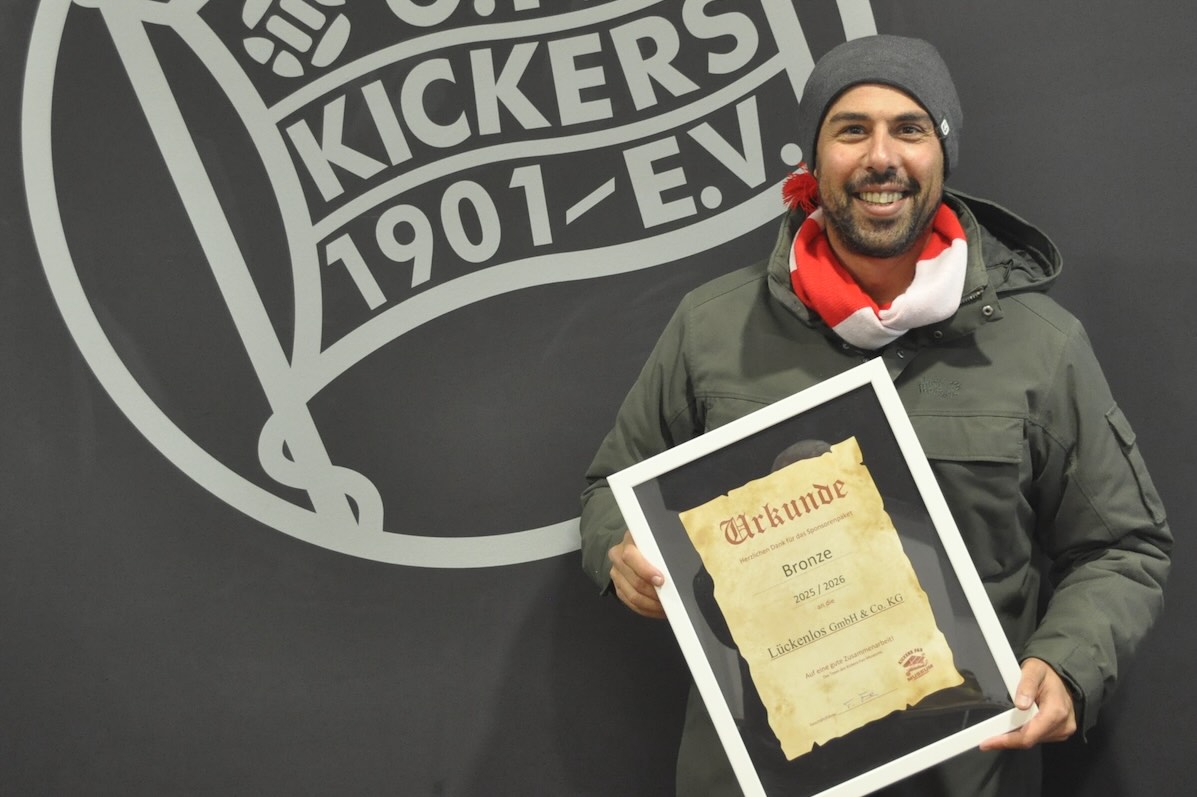 KICKERS
1901 – E.V.
Urkunde
Herzlichen Dank für das Sponsorenpaket
Bronze
2025 / 2026
an die
Lückenlos GmbH & Co. KG
Auf eine gute Zusammenarbeit!